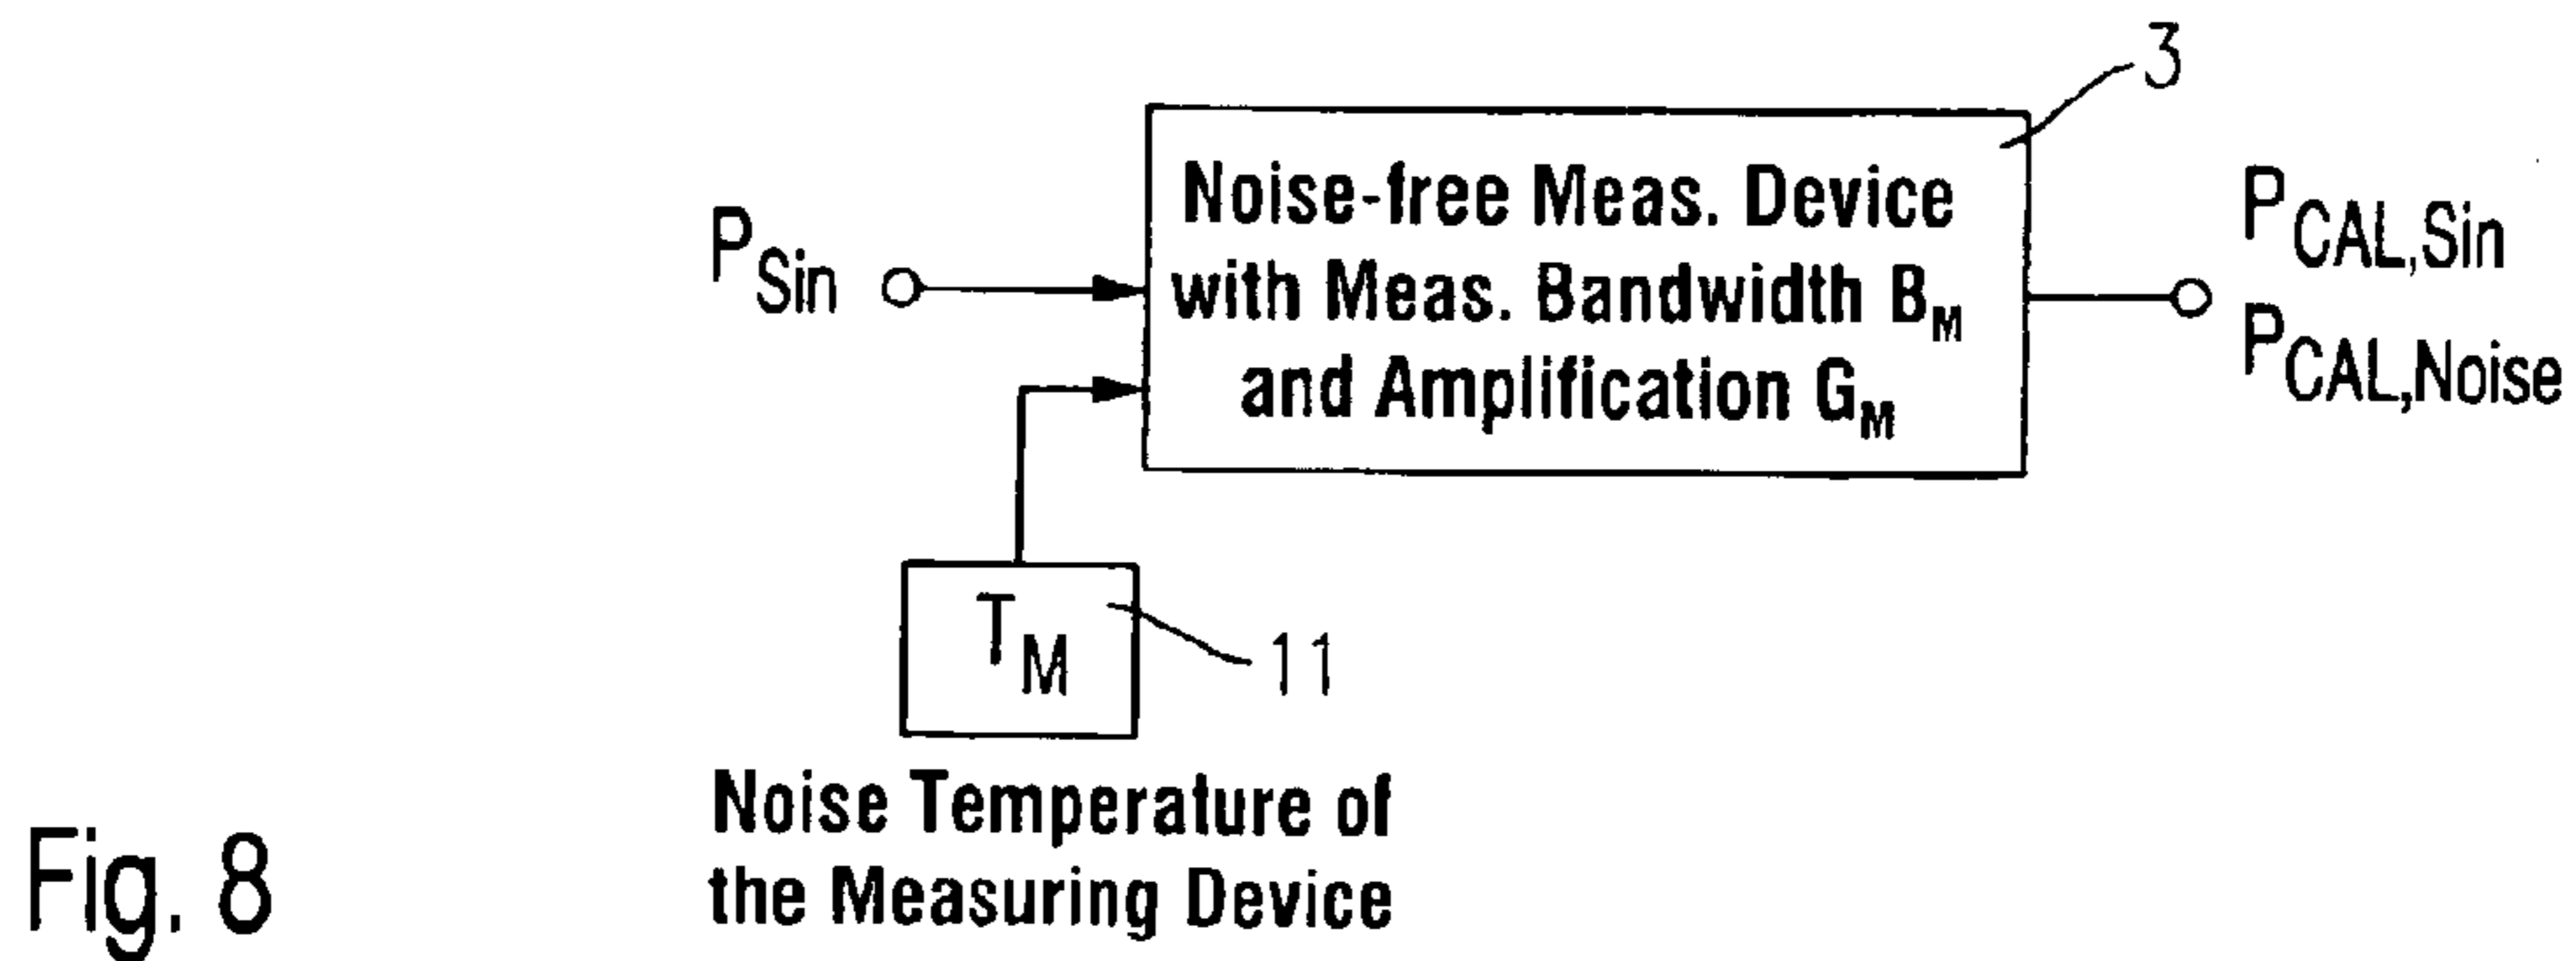 3
Noise-free Meas. Device
with Meas. Bandwidth B_M
and Amplification G_M
P_Sin
P_CAL,Sin
P_CAL,Noise
T_M
11
Noise Temperature of
the Measuring Device
Fig. 8